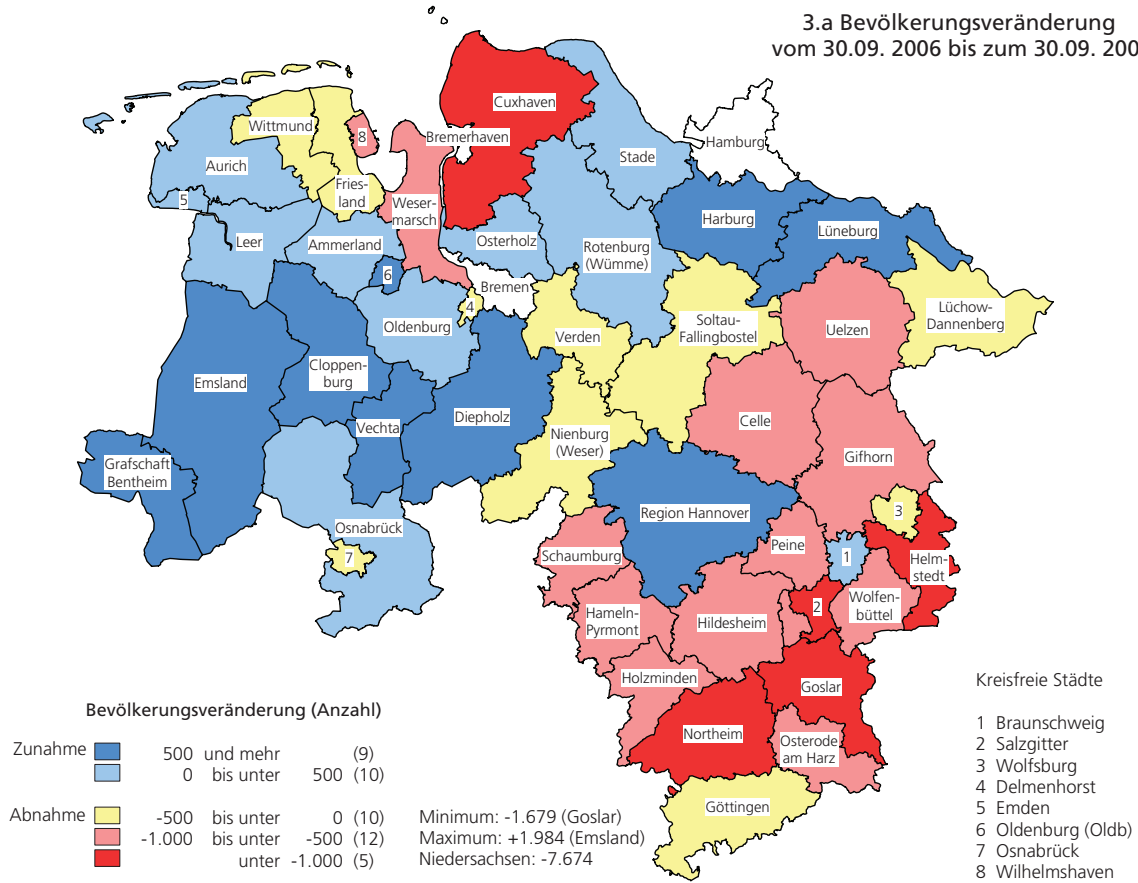 3.a Bevölkerungsveränderung
vom 30.09. 2006 bis zum 30.09. 200
Cuxhaven
Wittmund
8
Bremerhaven
Hamburg
Stade
Aurich
Fries-
land
5
Weser-
marsch
Harburg
Lüneburg
Leer
Ammerland
Osterholz
Rotenburg
(Wümme)
6
Bremen
4
Lüchow-
Dannenberg
Oldenburg
Verden
Soltau-
Fallingbostel
Uelzen
Emsland
Cloppen-
burg
Diepholz
Vechta
Celle
Nienburg
(Weser)
Gifhorn
Grafschaft
Bentheim
Region Hannover
3
Osnabrück
Peine
7
Schaumburg
1
Helm-
stedt
2
Wolfen-
büttel
Hameln-
Pyrmont
Hildesheim
Holzminden
Goslar
Northeim
Osterode
am Harz
Göttingen
Bevölkerungsveränderung (Anzahl)
Zunahme 500 und mehr (9)
0 bis unter 500 (10)
Abnahme -500 bis unter 0 (10)
-1.000 bis unter -500 (12)
unter -1.000 (5)
Minimum: -1.679 (Goslar)
Maximum: +1.984 (Emsland)
Niedersachsen: -7.674
Kreisfreie Städte
1 Braunschweig
2 Salzgitter
3 Wolfsburg
4 Delmenhorst
5 Emden
6 Oldenburg (Oldb)
7 Osnabrück
8 Wilhelmshaven